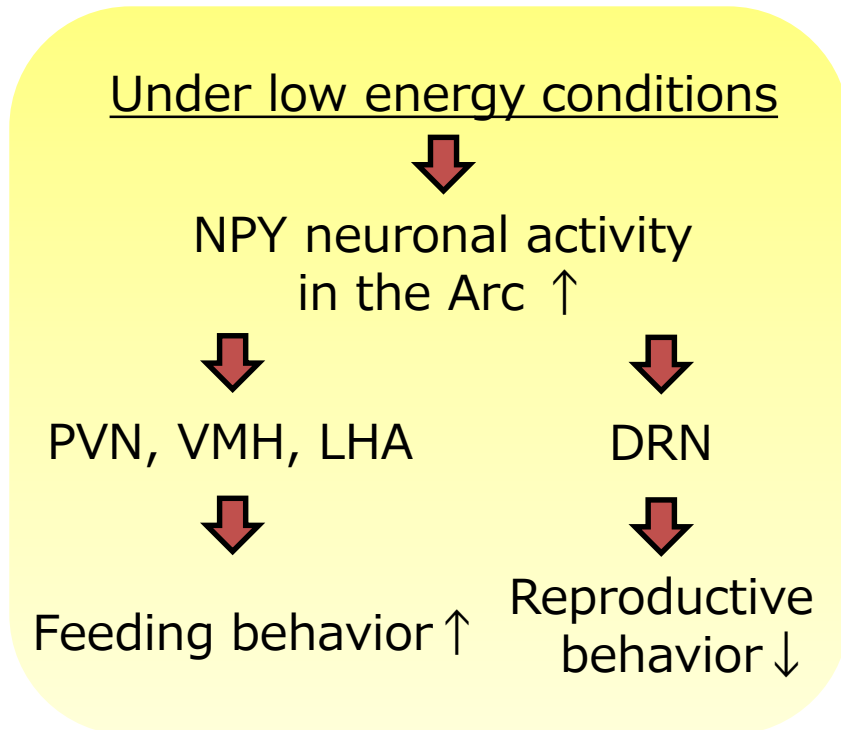 Under low energy conditions
NPY neuronal activity
in the Arc ↑
PVN, VMH, LHA
DRN
Feeding behavior↑
Reproductive
behavior↓